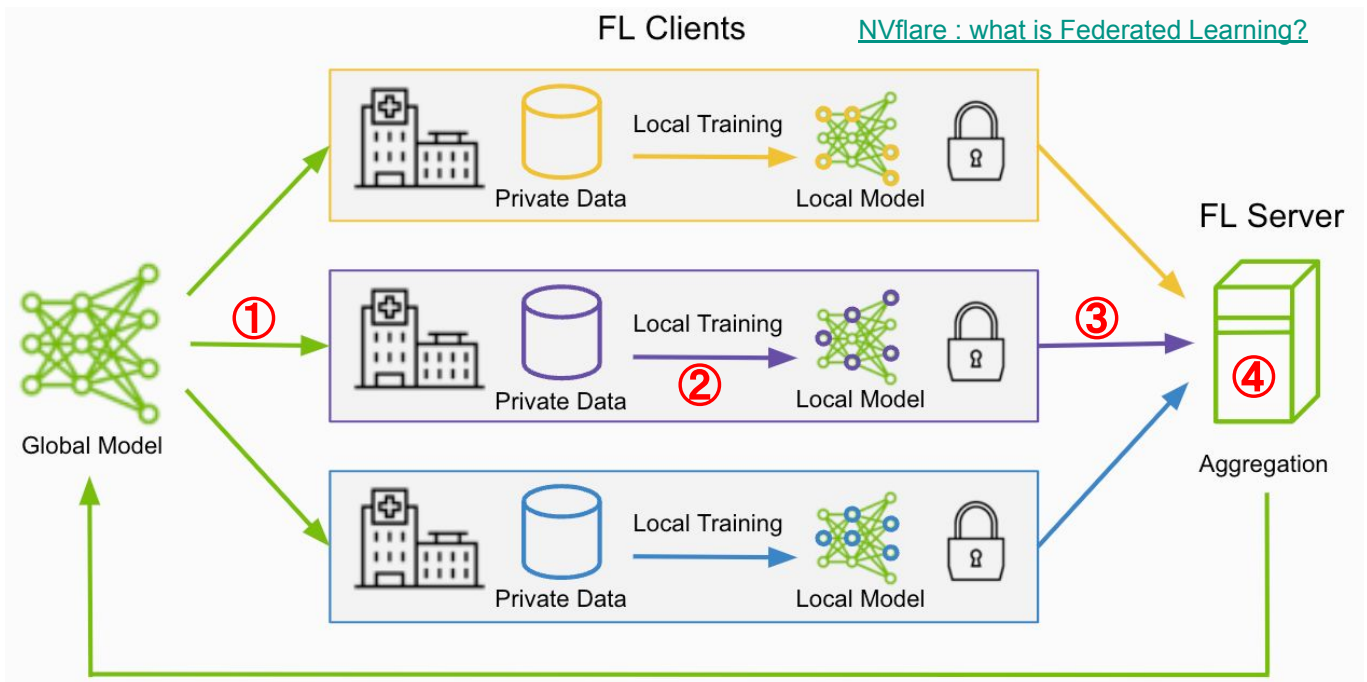 FL Clients
NVflare : what is Federated Learning?
Local Training
Private Data
Local Model
FL Server
①
Local Training
②
Private Data
Local Model
③
④
Global Model
Aggregation
Local Training
Private Data
Local Model